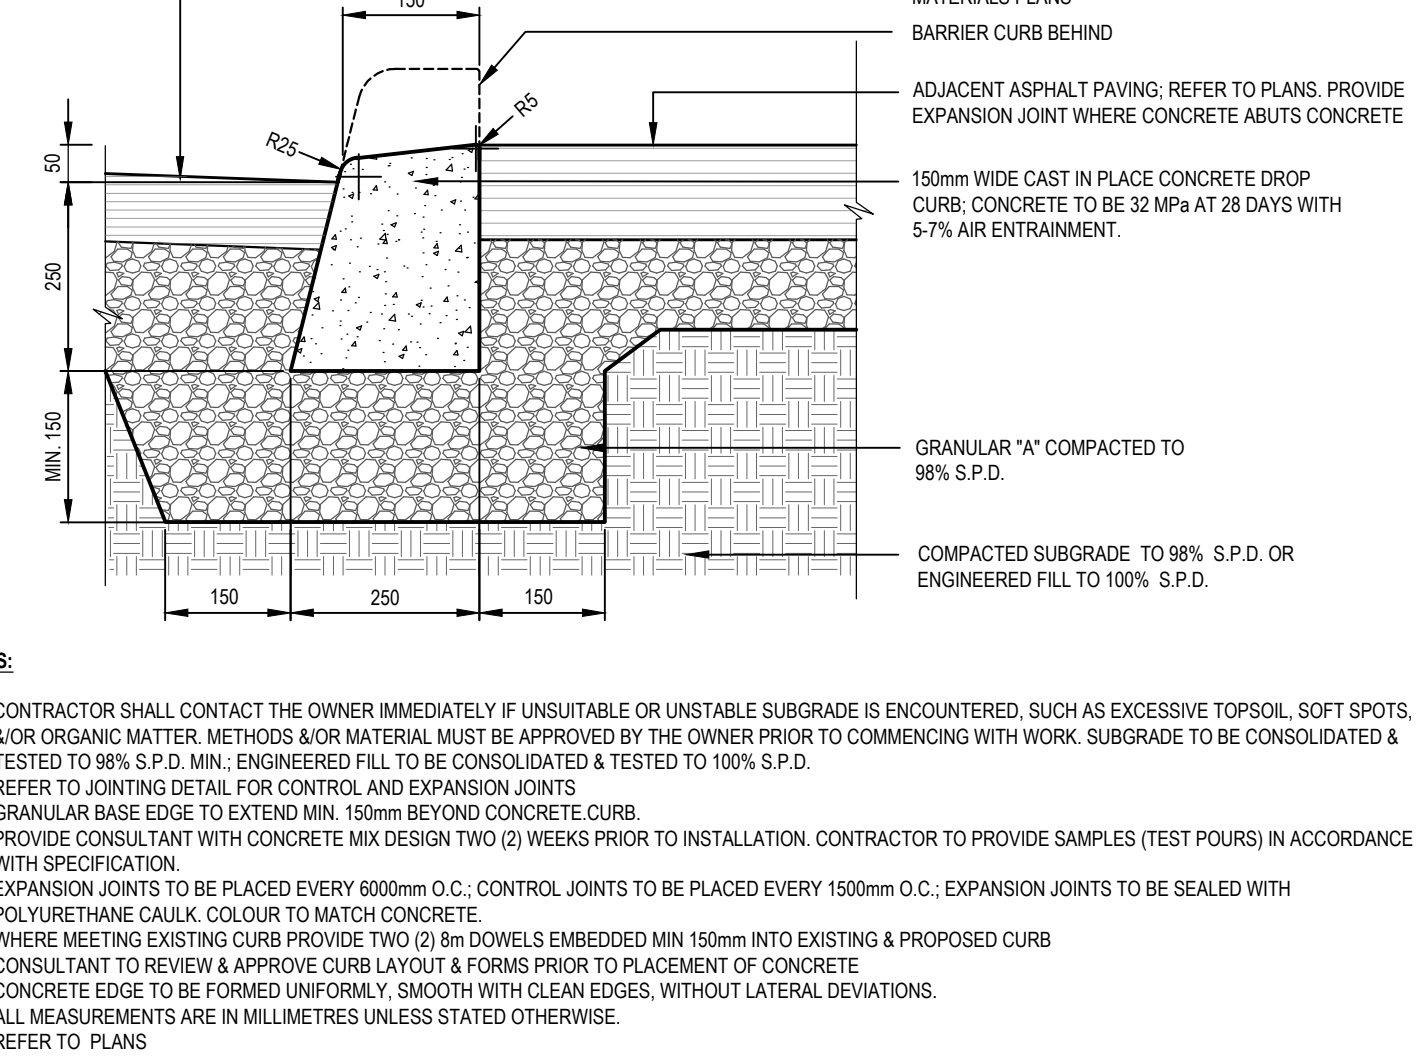 150
MATERIALS PLANS
BARRIER CURB BEHIND
ADJACENT ASPHALT PAVING; REFER TO PLANS. PROVIDE
EXPANSION JOINT WHERE CONCRETE ABUTS CONCRETE
R5
R25
50
150mm WIDE CAST IN PLACE CONCRETE DROP
CURB; CONCRETE TO BE 32 MPa AT 28 DAYS WITH
5-7% AIR ENTRAINMENT.
250
MIN. 150
GRANULAR "A" COMPACTED TO
98% S.P.D.
COMPACTED SUBGRADE TO 98% S.P.D. OR
ENGINEERED FILL TO 100% S.P.D.
150
250
150
S:
CONTRACTOR SHALL CONTACT THE OWNER IMMEDIATELY IF UNSUITABLE OR UNSTABLE SUBGRADE IS ENCOUNTERED, SUCH AS EXCESSIVE TOPSOIL, SOFT SPOTS,
&/OR ORGANIC MATTER. METHODS &/OR MATERIAL MUST BE APPROVED BY THE OWNER PRIOR TO COMMENCING WITH WORK. SUBGRADE TO BE CONSOLIDATED &
TESTED TO 98% S.P.D. MIN.; ENGINEERED FILL TO BE CONSOLIDATED & TESTED TO 100% S.P.D.
REFER TO JOINTING DETAIL FOR CONTROL AND EXPANSION JOINTS
GRANULAR BASE EDGE TO EXTEND MIN. 150mm BEYOND CONCRETE.CURB.
PROVIDE CONSULTANT WITH CONCRETE MIX DESIGN TWO (2) WEEKS PRIOR TO INSTALLATION. CONTRACTOR TO PROVIDE SAMPLES (TEST POURS) IN ACCORDANCE
WITH SPECIFICATION.
EXPANSION JOINTS TO BE PLACED EVERY 6000mm O.C.; CONTROL JOINTS TO BE PLACED EVERY 1500mm O.C.; EXPANSION JOINTS TO BE SEALED WITH
POLYURETHANE CAULK. COLOUR TO MATCH CONCRETE.
WHERE MEETING EXISTING CURB PROVIDE TWO (2) 8m DOWELS EMBEDDED MIN 150mm INTO EXISTING & PROPOSED CURB
CONSULTANT TO REVIEW & APPROVE CURB LAYOUT & FORMS PRIOR TO PLACEMENT OF CONCRETE
CONCRETE EDGE TO BE FORMED UNIFORMLY, SMOOTH WITH CLEAN EDGES, WITHOUT LATERAL DEVIATIONS.
ALL MEASUREMENTS ARE IN MILLIMETRES UNLESS STATED OTHERWISE.
REFER TO PLANS